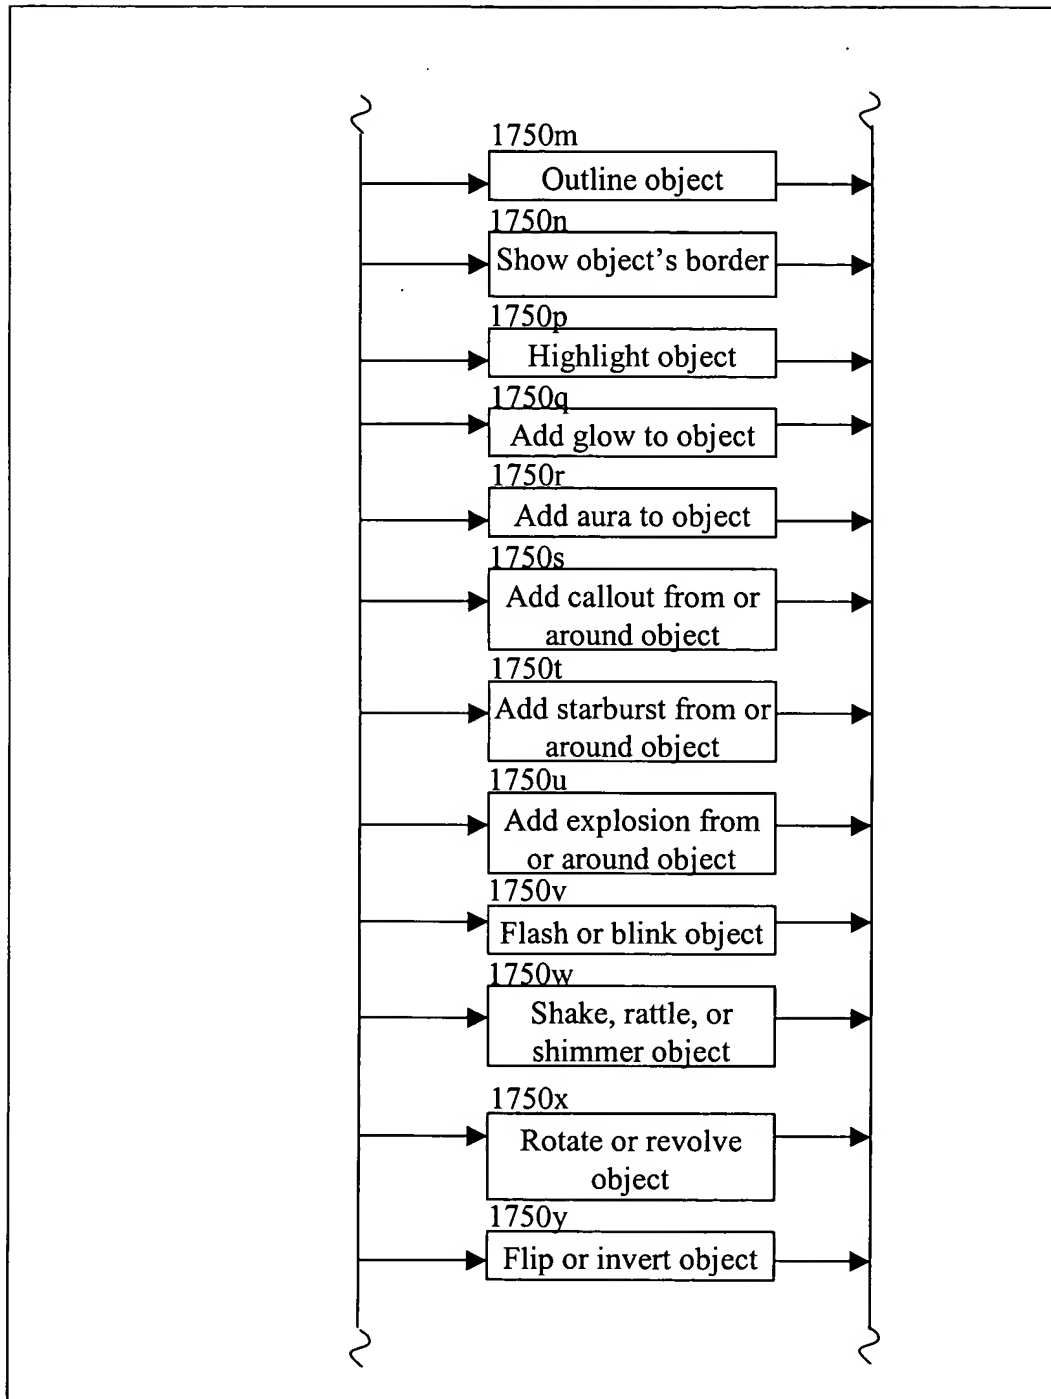 1750m
Outline object
1750n
Show object's border
1750p
Highlight object
1750q
Add glow to object
1750r
Add aura to object
1750s
Add callout from or
around object
1750t
Add starburst from or
around object
1750u
Add explosion from
or around object
1750v
Flash or blink object
1750w
Shake, rattle, or
shimmer object
1750x
Rotate or revolve
object
1750y
Flip or invert object